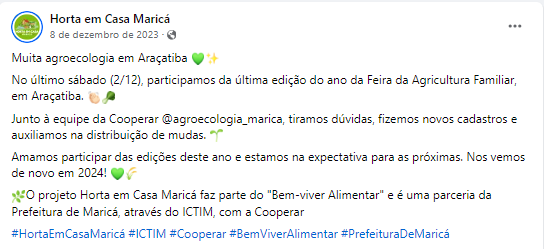 Horta em Casa Maricá
8 de dezembro de 2023 ·
Muita agroecologia em Araçatiba 💚✨
No último sábado (2/12), participamos da última edição do ano da Feira da Agricultura Familiar,
em Araçatiba. 👏🏻🥬
Junto à equipe da Cooperar @agroecologia_marica, tiramos dúvidas, fizemos novos cadastros e
auxiliamos na distribuição de mudas. 🌱
Amamos participar das edições deste ano e estamos na expectativa para as próximas. Nos vemos
de novo em 2024! 💚🌾
🌿O projeto Horta em Casa Maricá faz parte do "Bem-viver Alimentar" e é uma parceria da
Prefeitura de Maricá, através do ICTIM, com a Cooperar
#HortaEmCasaMaricá #ICTIM #Cooperar #BemViverAlimentar #PrefeituraDeMaricá